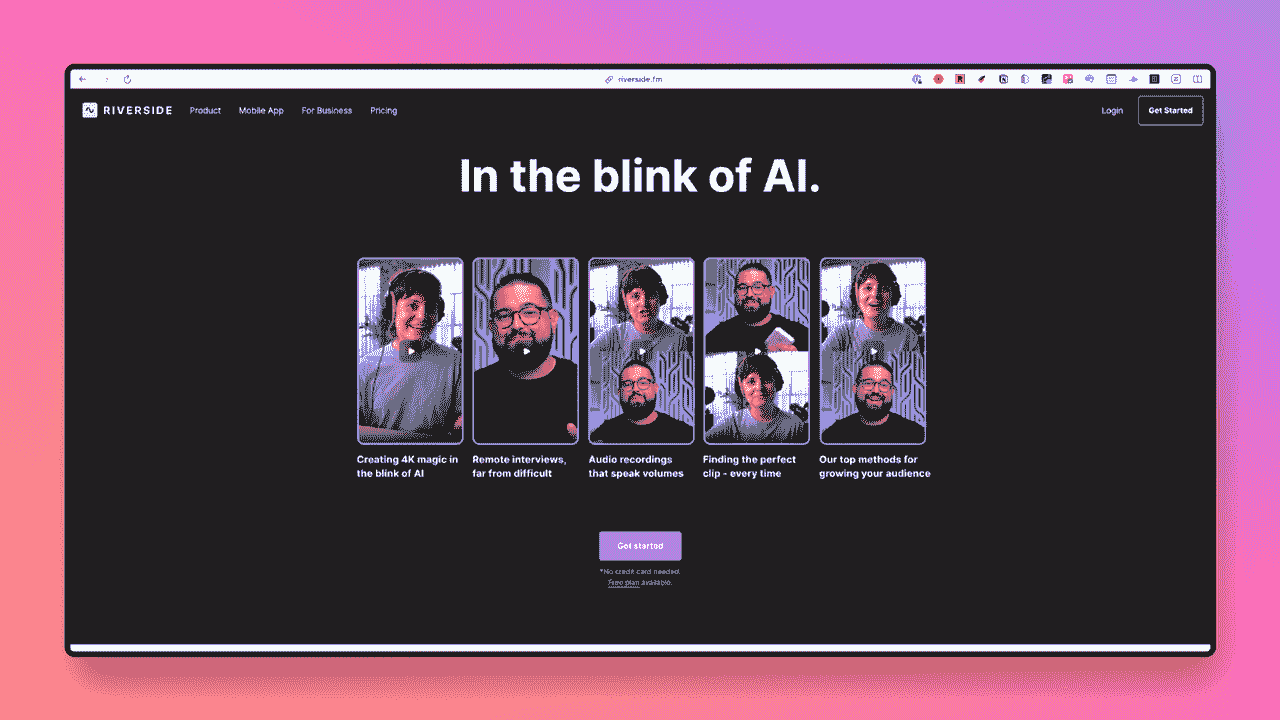 riverside.fm
RIVERSIDE
Product
Mobile App
For Business
Pricing
Login
Get Started
In the blink of AI.
Creating 4K magic in
the blink of AI
Remote interviews,
far from difficult
Audio recordings
that speak volumes
Finding the perfect
clip - every time
Our top methods for
growing your audience
Get started
*No credit card needed.
Free plan available.